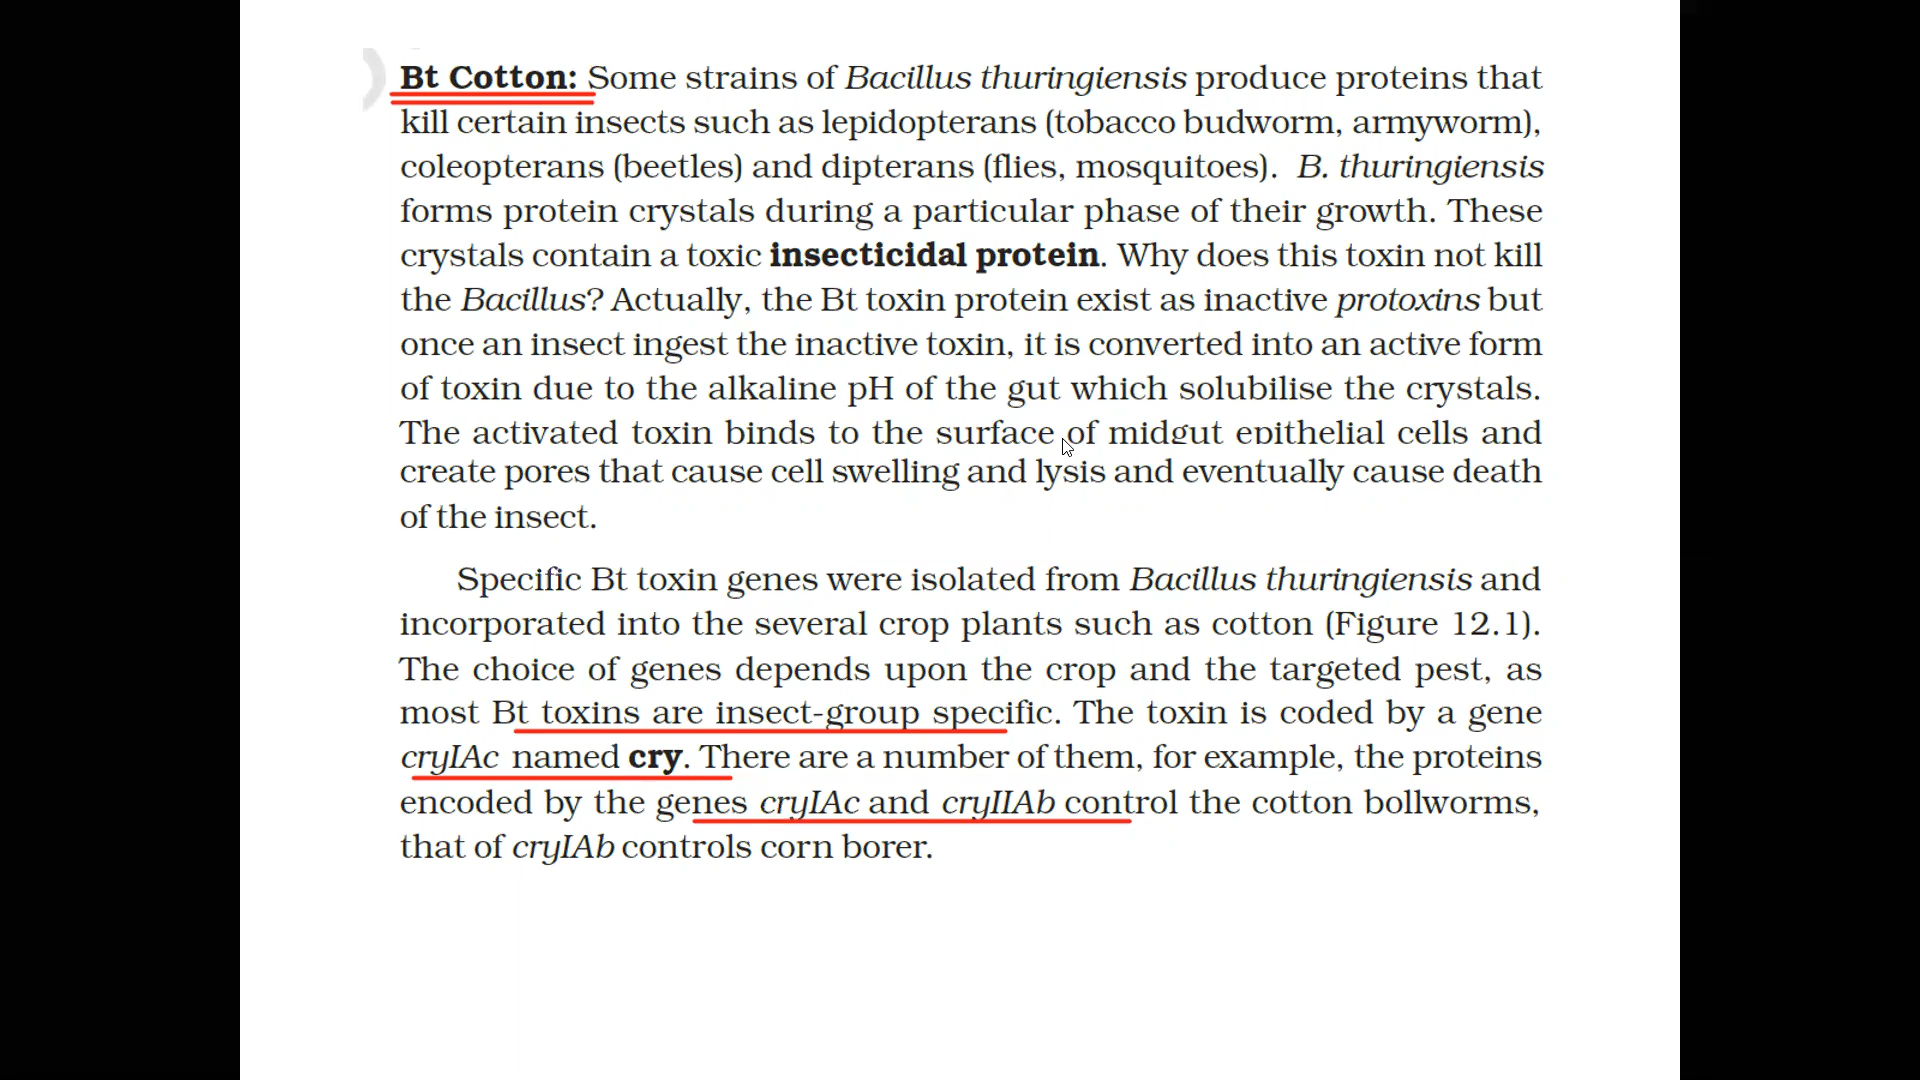 Bt Cotton: Some strains of Bacillus thuringiensis produce proteins that
kill certain insects such as lepidopterans (tobacco budworm, armyworm),
coleopterans (beetles) and dipterans (flies, mosquitoes). B. thuringiensis
forms protein crystals during a particular phase of their growth. These
crystals contain a toxic insecticidal protein. Why does this toxin not kill
the Bacillus? Actually, the Bt toxin protein exist as inactive protoxins but
once an insect ingest the inactive toxin, it is converted into an active form
of toxin due to the alkaline pH of the gut which solubilise the crystals.
The activated toxin binds to the surface of midgut epithelial cells and
create pores that cause cell swelling and lysis and eventually cause death
of the insect.
Specific Bt toxin genes were isolated from Bacillus thuringiensis and
incorporated into the several crop plants such as cotton (Figure 12.1).
The choice of genes depends upon the crop and the targeted pest, as
most Bt toxins are insect-group specific. The toxin is coded by a gene
cryIAc named cry. There are a number of them, for example, the proteins
encoded by the genes cryIAc and cryIIAb control the cotton bollworms,
that of cryIAb controls corn borer.